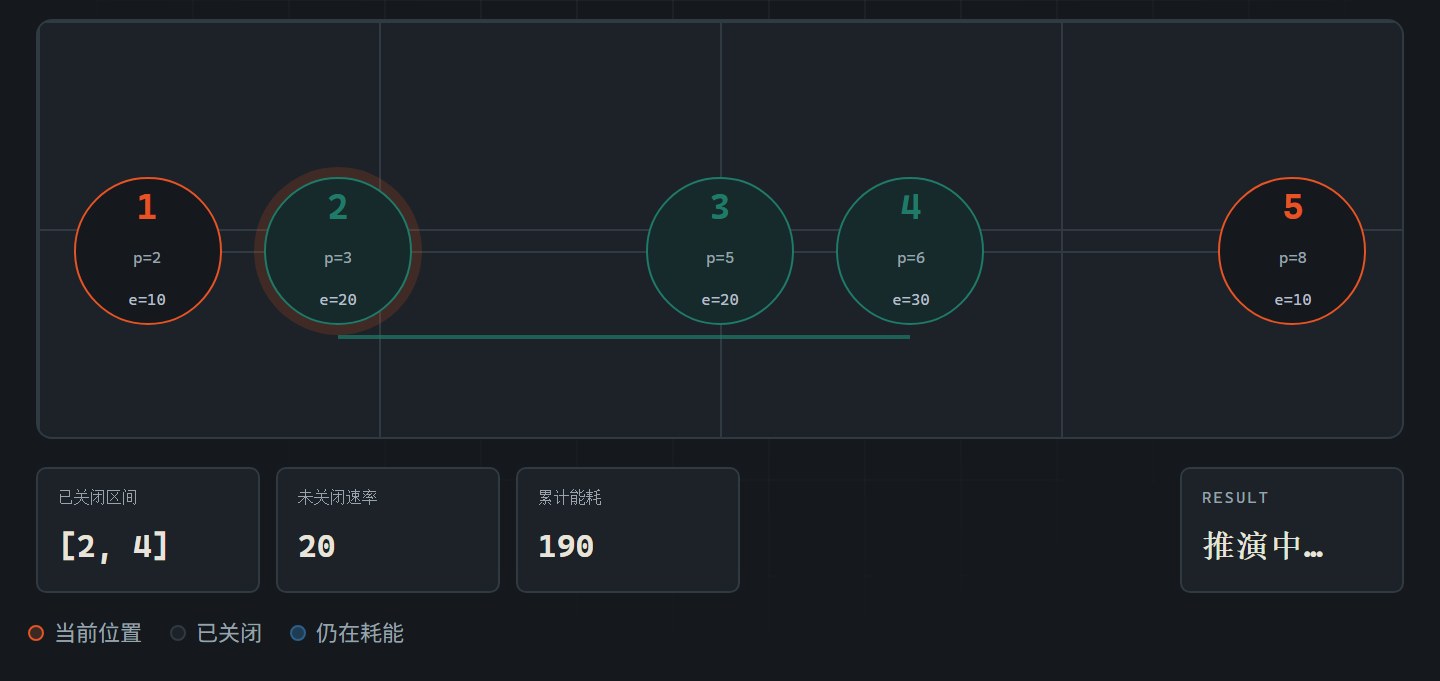 1
p=2
e=10
2
p=3
e=20
3
p=5
e=20
4
p=6
e=30
5
p=8
e=10
已关闭区间
[2, 4]
未关闭速率
20
累计能耗
190
RESULT
推演中…
当前位置
已关闭
仍在耗能